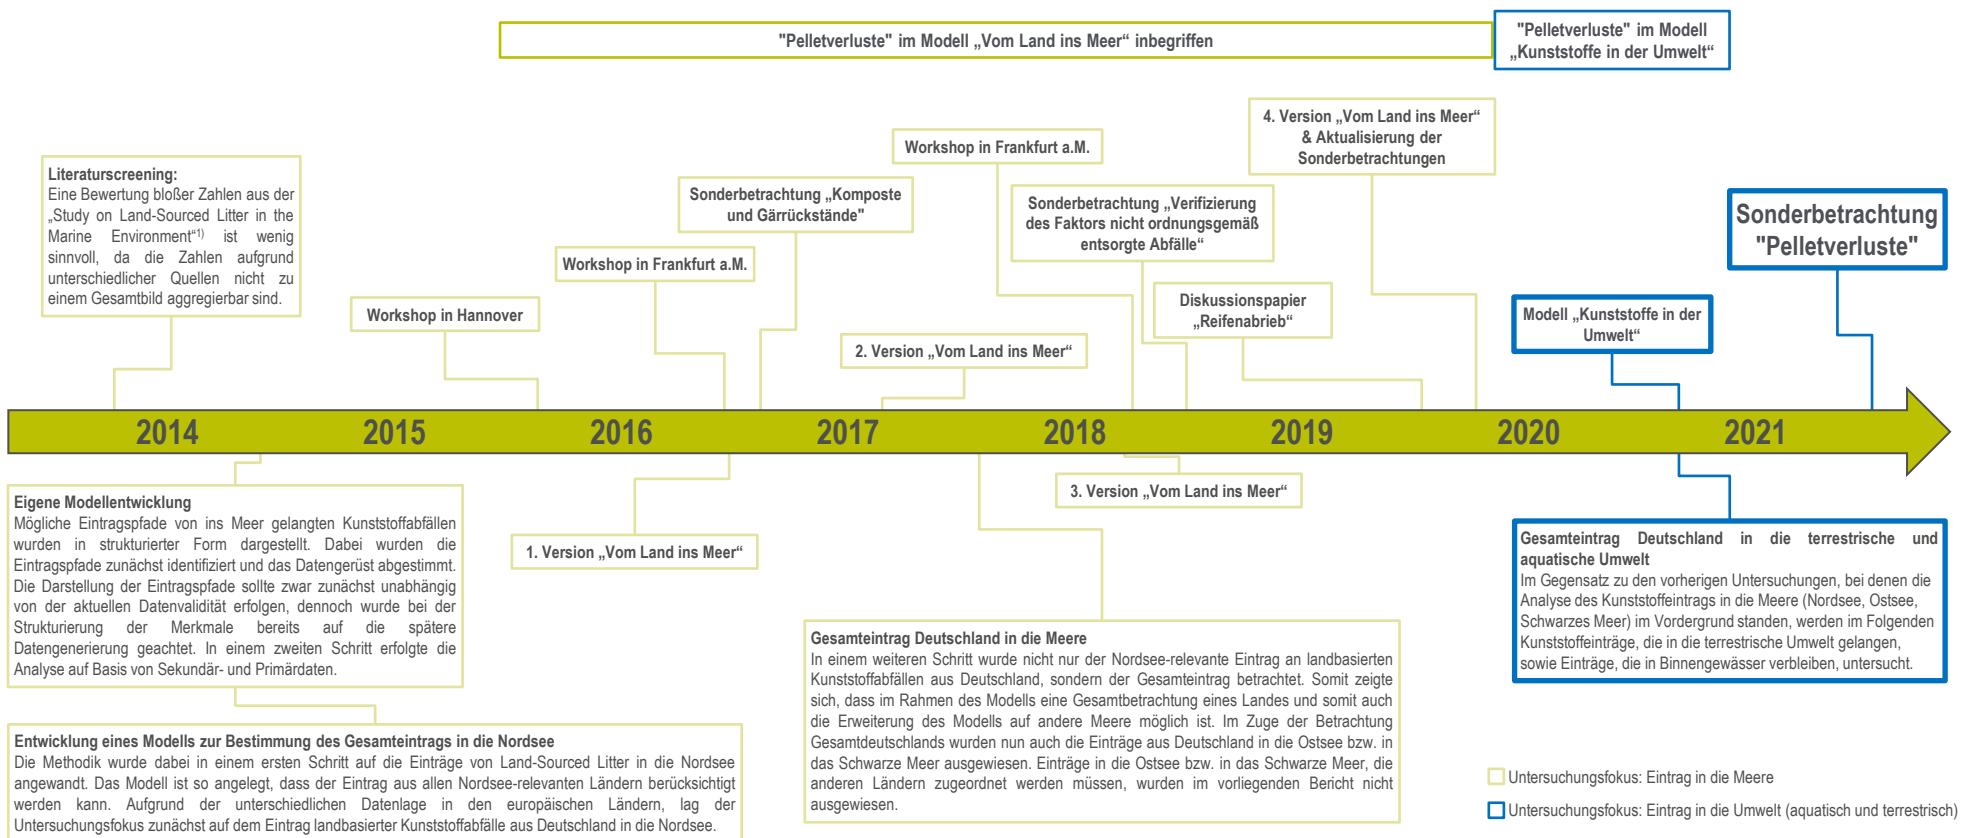 "Pelletverluste" im Modell „Vom Land ins Meer“ inbegriffen
"Pelletverluste" im Modell
„Kunststoffe in der Umwelt“
Literaturscreening:
Eine Bewertung bloßer Zahlen aus der
„Study on Land-Sourced Litter in the
Marine Environment“1) ist wenig
sinnvoll, da die Zahlen aufgrund
unterschiedlicher Quellen nicht zu
einem Gesamtbild aggregierbar sind.
Workshop in Hannover
Workshop in Frankfurt a.M.
Sonderbetrachtung „Komposte
und Gärrückstände"
2. Version „Vom Land ins Meer“
Workshop in Frankfurt a.M.
Sonderbetrachtung „Verifizierung
des Faktors nicht ordnungsgemäß
entsorgte Abfälle“
Diskussionspapier
„Reifenabrieb“
4. Version „Vom Land ins Meer“
& Aktualisierung der
Sonderbetrachtungen
Modell „Kunststoffe in der
Umwelt“
Sonderbetrachtung
"Pelletverluste"
2014 2015 2016 2017 2018 2019 2020 2021
Eigene Modellentwicklung
Mögliche Eintragspfade von ins Meer gelangten Kunststoffabfällen
wurden in strukturierter Form dargestellt. Dabei wurden die
Eintragspfade zunächst identifiziert und das Datengerüst abgestimmt.
Die Darstellung der Eintragspfade sollte zwar zunächst unabhängig
von der aktuellen Datenvalidität erfolgen, dennoch wurde bei der
Strukturierung der Merkmale bereits auf die spätere
Datengenerierung geachtet. In einem zweiten Schritt erfolgte die
Analyse auf Basis von Sekundär- und Primärdaten.
Entwicklung eines Modells zur Bestimmung des Gesamteintrags in die Nordsee
Die Methodik wurde dabei in einem ersten Schritt auf die Einträge von Land-Sourced Litter in die Nordsee
angewandt. Das Modell ist so angelegt, dass der Eintrag aus allen Nordsee-relevanten Ländern berücksichtigt
werden kann. Aufgrund der unterschiedlichen Datenlage in den europäischen Ländern, lag der
Untersuchungsfokus zunächst auf dem Eintrag landbasierter Kunststoffabfälle aus Deutschland in die Nordsee.
1. Version „Vom Land ins Meer“
3. Version „Vom Land ins Meer“
Gesamteintrag Deutschland in die Meere
In einem weiteren Schritt wurde nicht nur der Nordsee-relevante Eintrag an landbasierten
Kunststoffabfällen aus Deutschland, sondern der Gesamteintrag betrachtet. Somit zeigte
sich, dass im Rahmen des Modells eine Gesamtbetrachtung eines Landes und somit auch
die Erweiterung des Modells auf andere Meere möglich ist. Im Zuge der Betrachtung
Gesamtdeutschlands wurden nun auch die Einträge aus Deutschland in die Ostsee bzw. in
das Schwarze Meer ausgewiesen. Einträge in die Ostsee bzw. in das Schwarze Meer, die
anderen Ländern zugeordnet werden müssen, wurden im vorliegenden Bericht nicht
ausgewiesen.
Gesamteintrag Deutschland in die terrestrische und
aquatische Umwelt
Im Gegensatz zu den vorherigen Untersuchungen, bei denen die
Analyse des Kunststoffeintrags in die Meere (Nordsee, Ostsee,
Schwarzes Meer) im Vordergrund standen, werden im Folgenden
Kunststoffeinträge, die in die terrestrische Umwelt gelangen,
sowie Einträge, die in Binnengewässer verbleiben, untersucht.
Untersuchungsfokus: Eintrag in die Meere
Untersuchungsfokus: Eintrag in die Umwelt (aquatisch und terrestrisch)